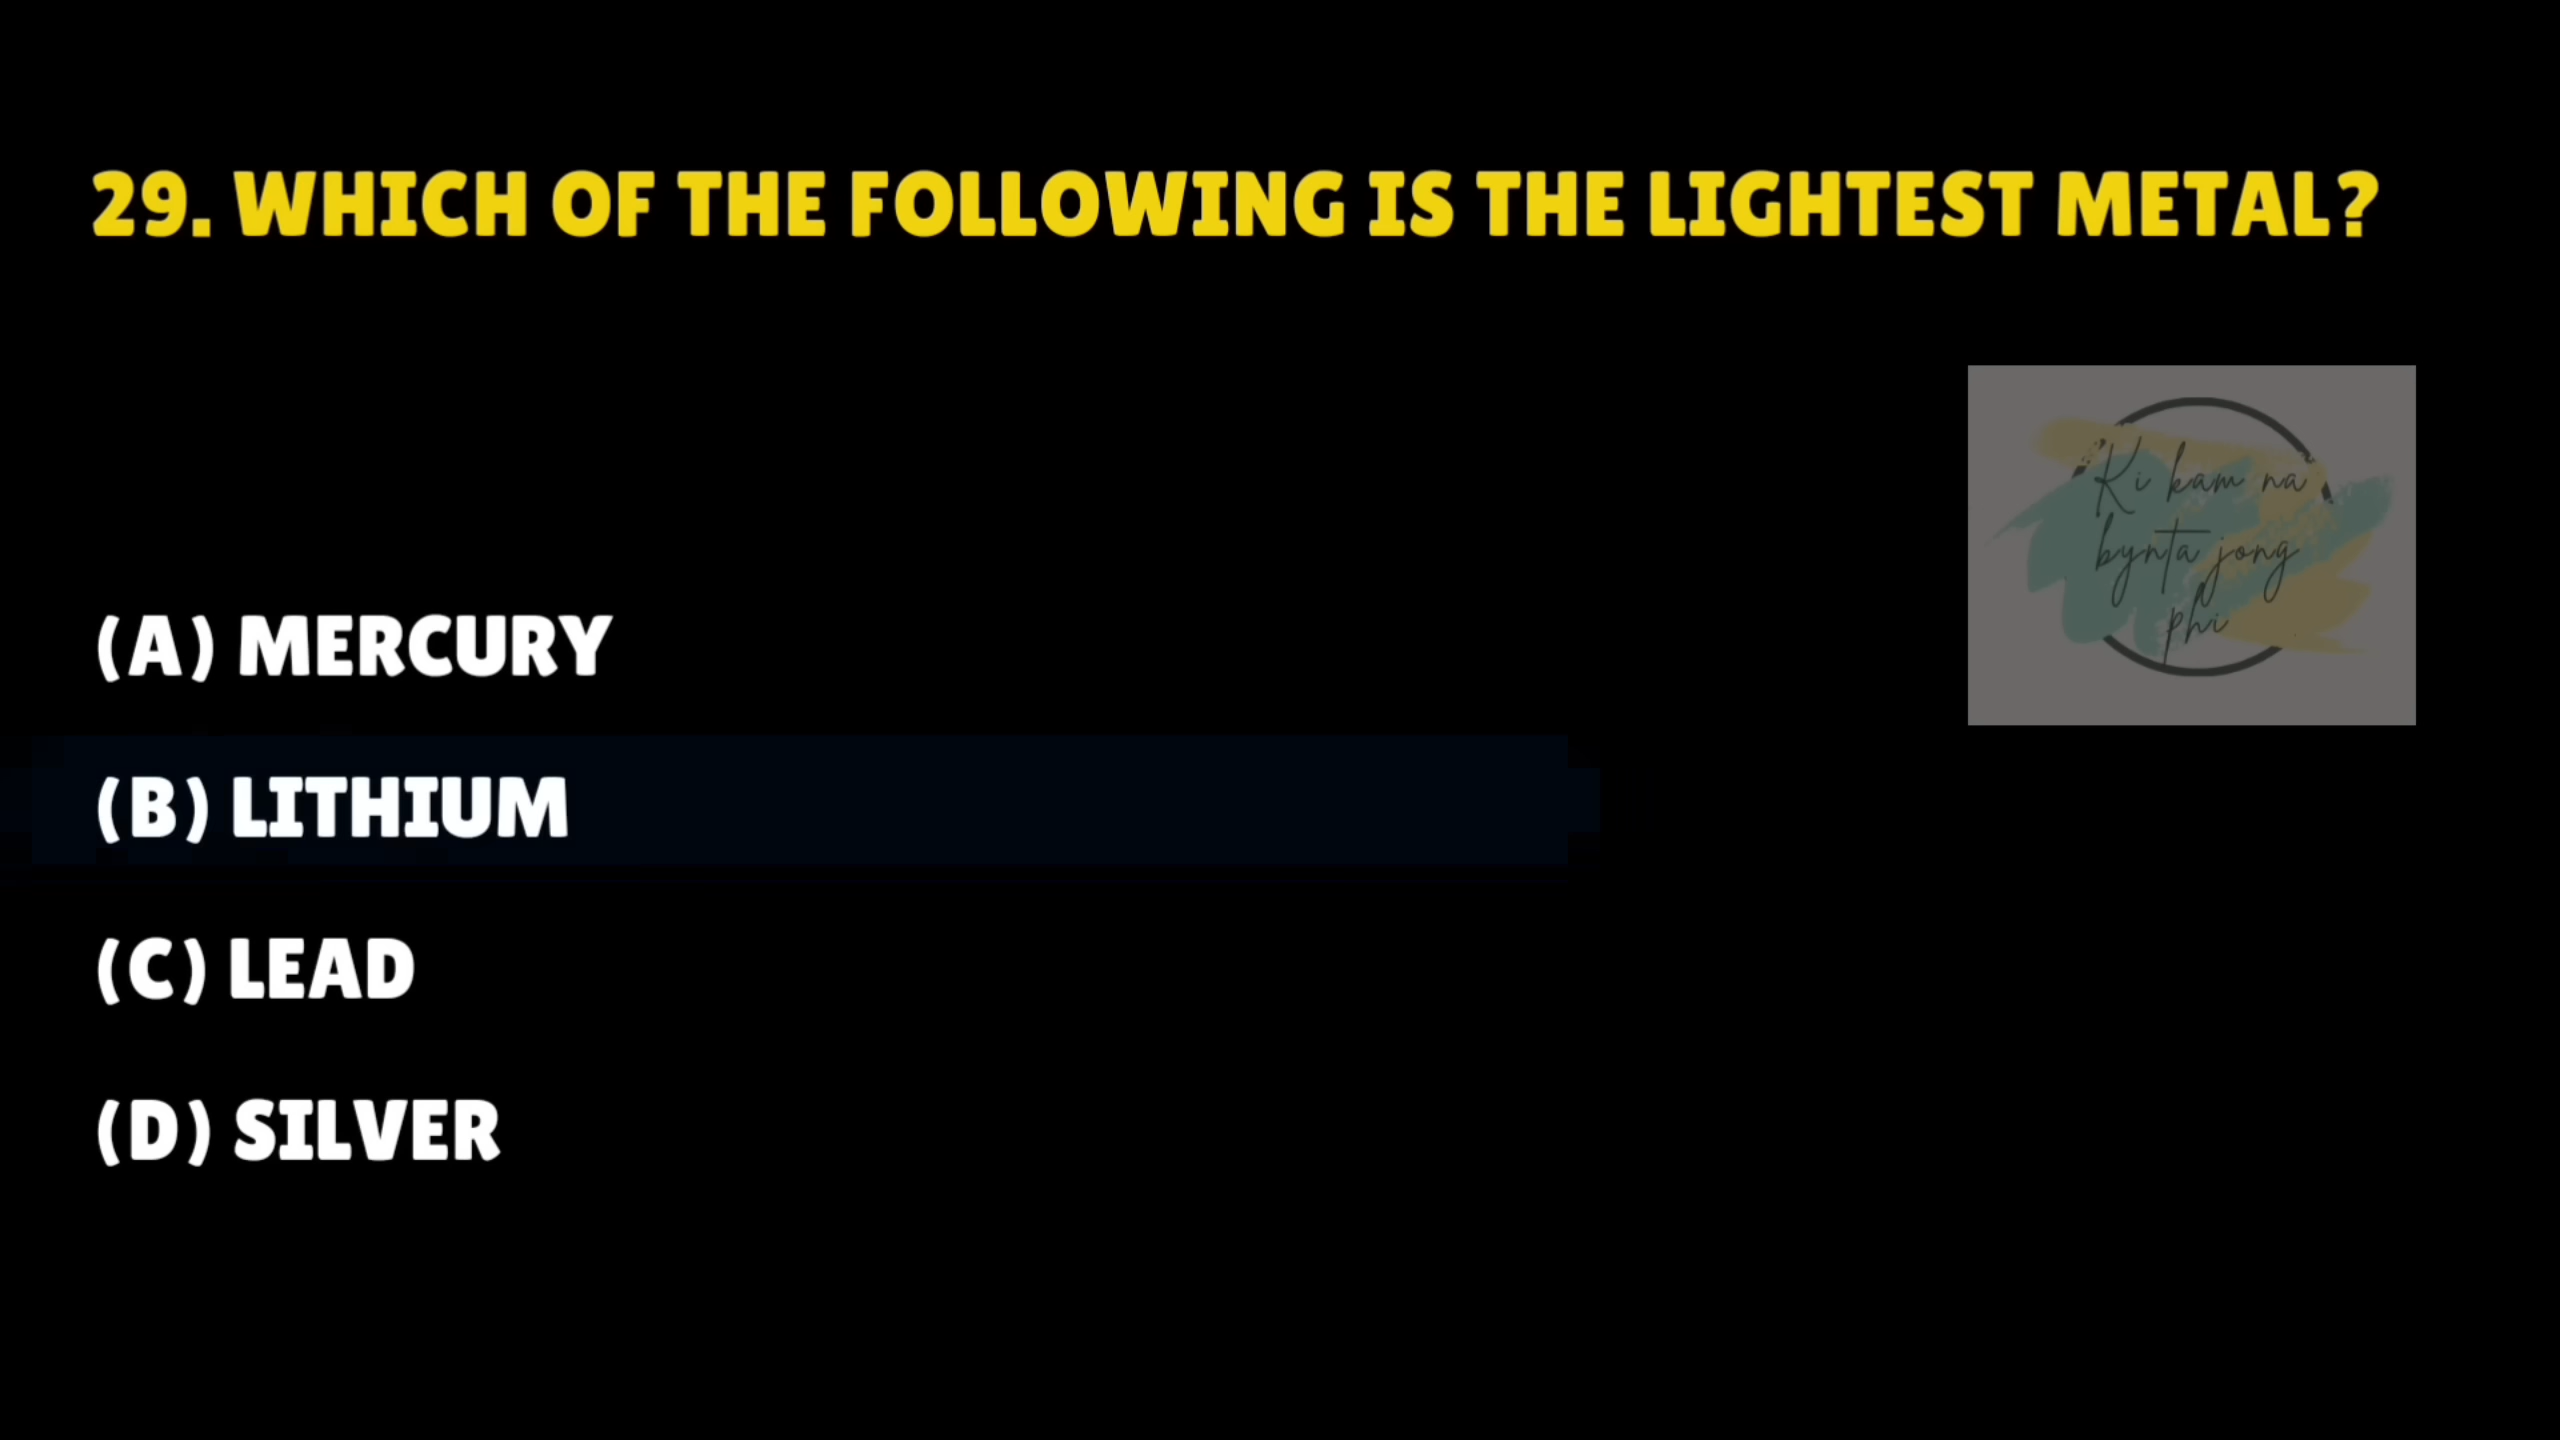 29. WHICH OF THE FOLLOWING IS THE LIGHTEST METAL?
Ki kam na
bynta jong
phi
(A) MERCURY
(B) LITHIUM
(C) LEAD
(D) SILVER